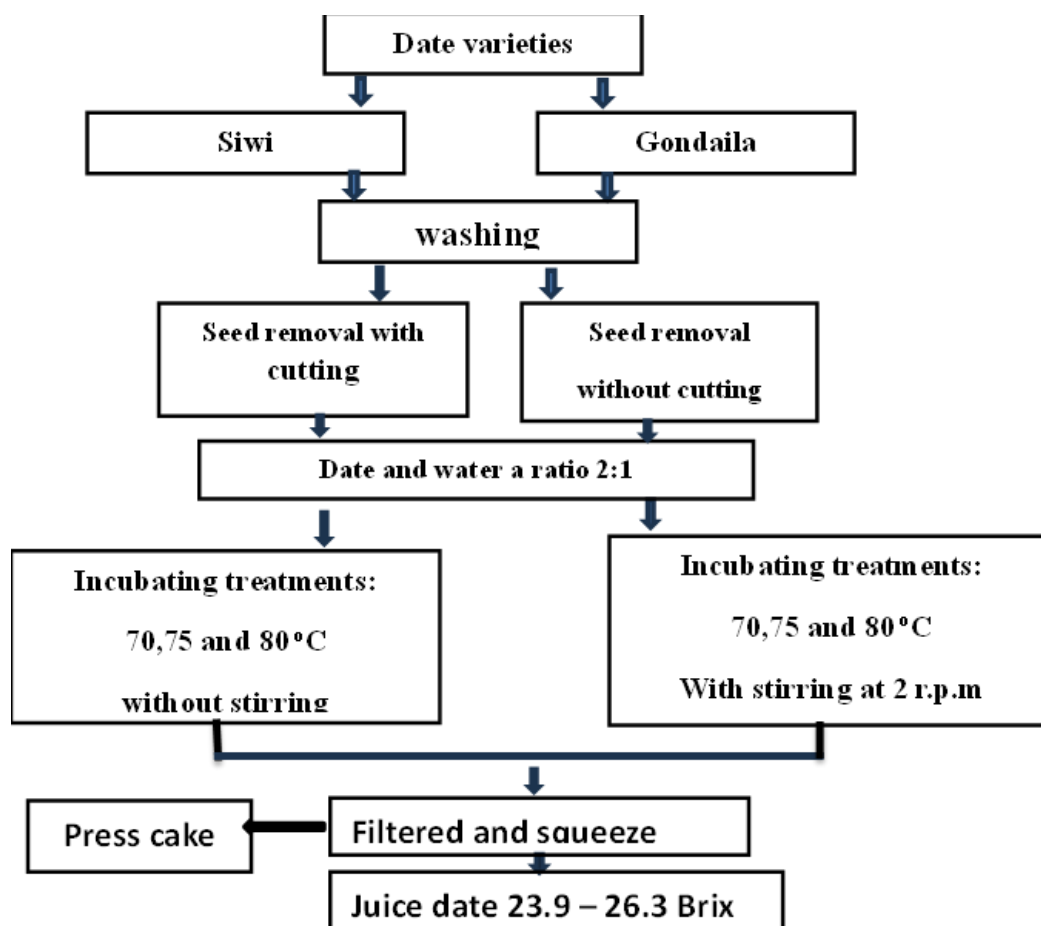 Date varieties
Siwi
Gondaila
washing
Seed removal with
cutting
Seed removal
without cutting
Date and water a ratio 2:1
Incubating treatments:
70,75 and 80°C
without stirring
Incubating treatments:
70,75 and 80°C
With stirring at 2 r.p.m
Press cake
Filtered and squeeze
Juice date 23.9 – 26.3 Brix